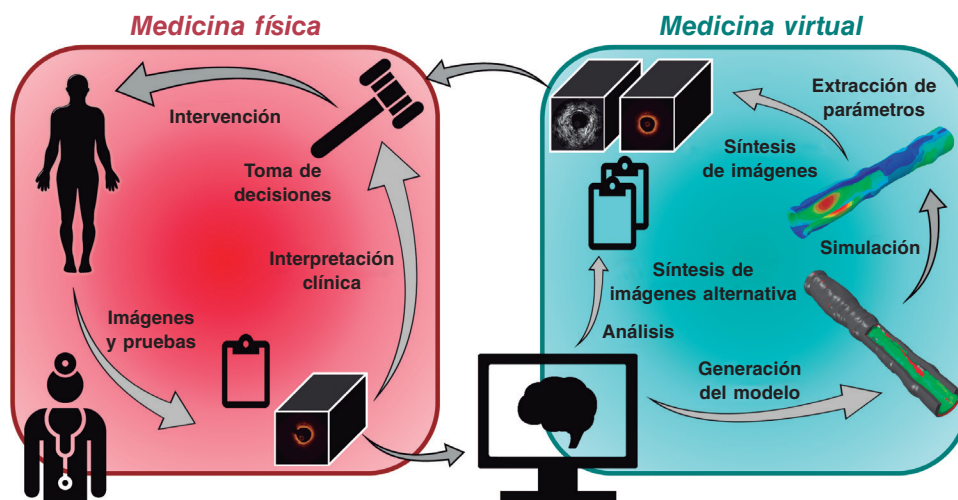 Medicina física
Intervención
Toma de
decisiones
Interpretación
clínica
Imágenes
y pruebas
Medicina virtual
Extracción de
parámetros
Síntesis
de imágenes
Simulación
Síntesis de
imágenes alternativa
Análisis
Generación
del modelo